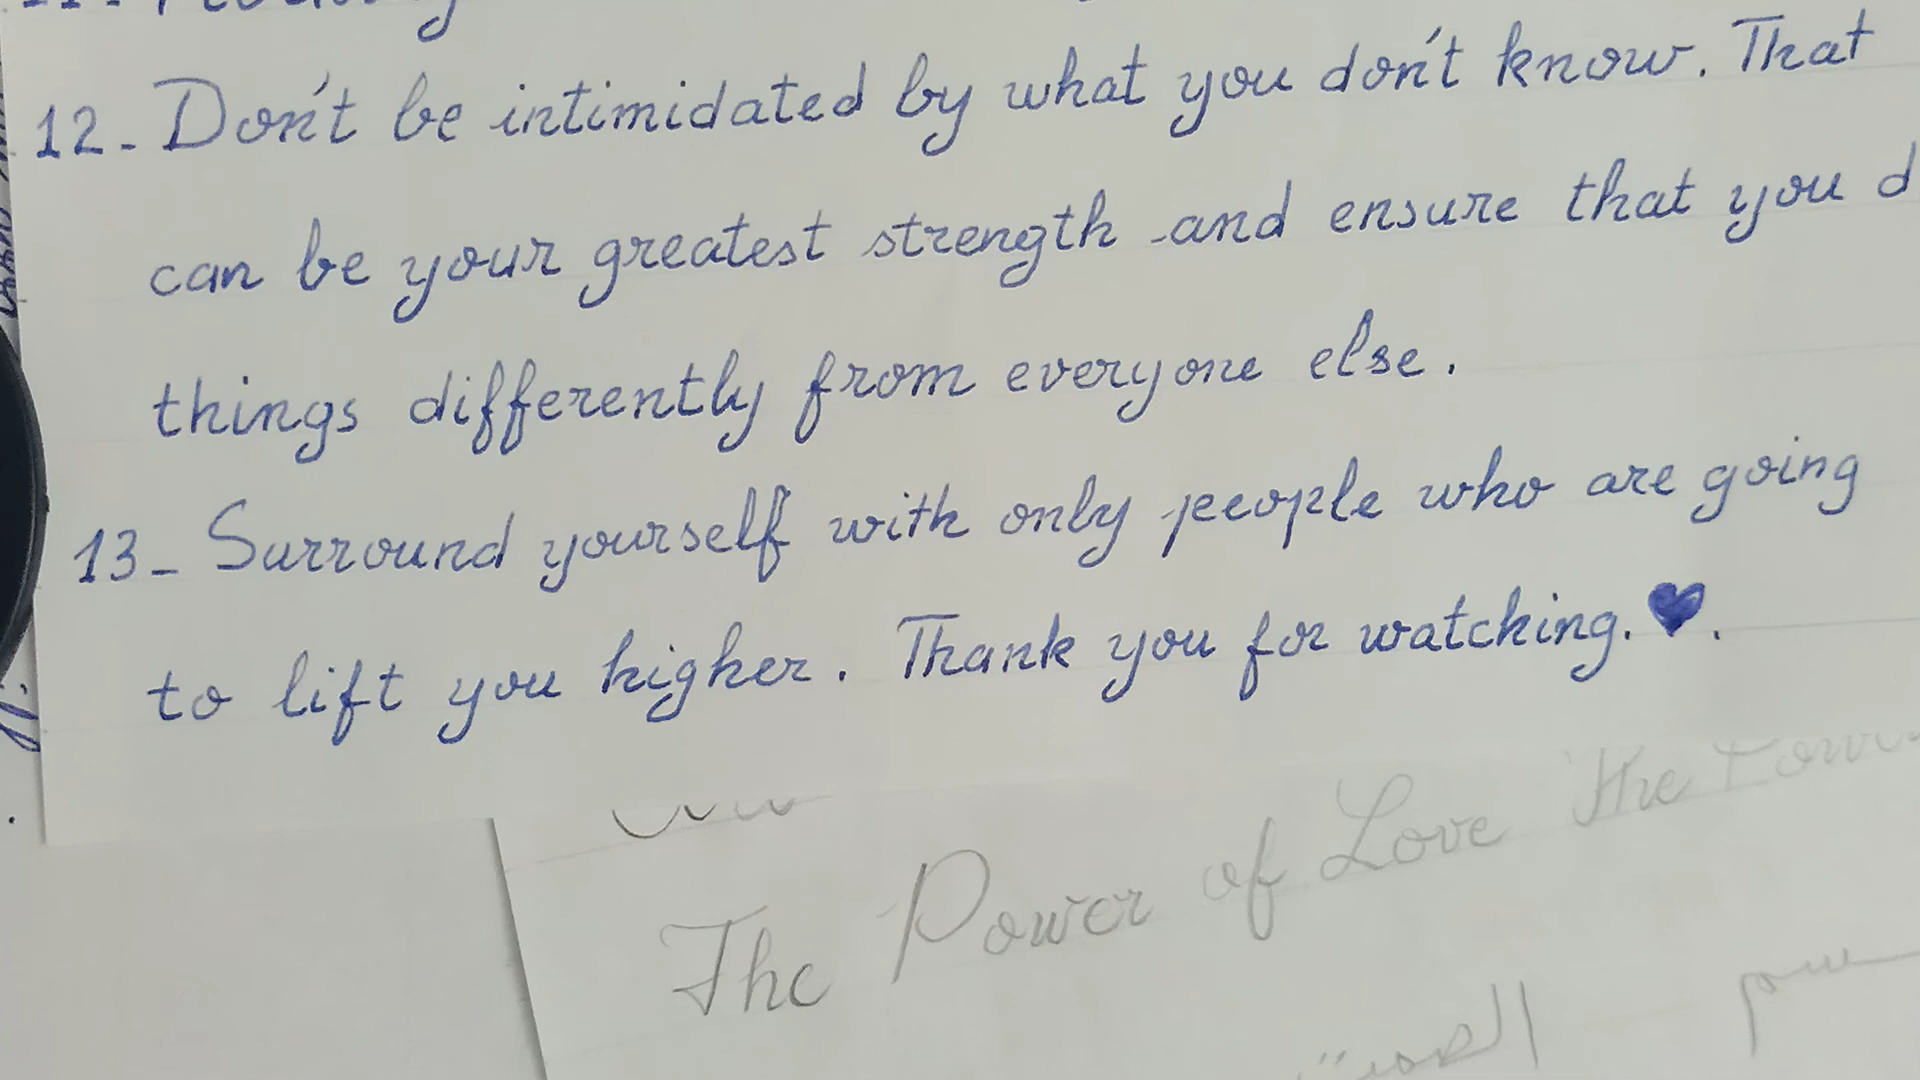 12- Don't be intimidated by what you don't know. That
can be your greatest strength and ensure that you d
things differently from everyone else.
13- Surround yourself with only people who are going
to lift you higher. Thank you for watching. ♥.
The Power of Love The